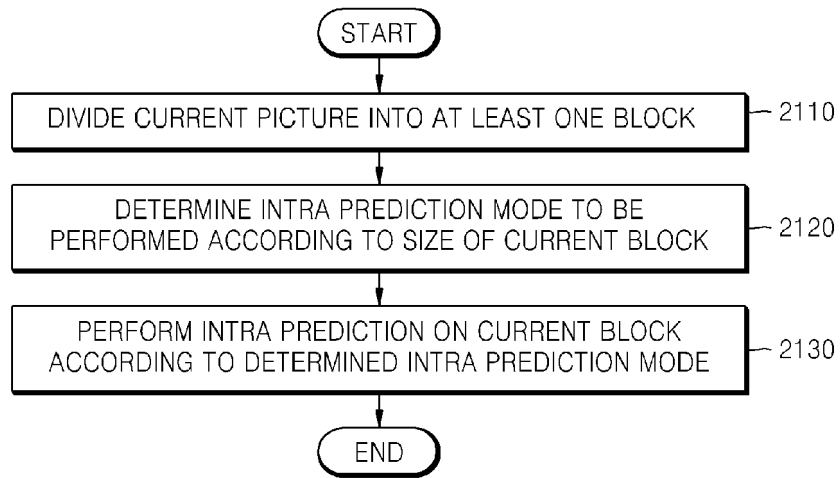 START
DIVIDE CURRENT PICTURE INTO AT LEAST ONE BLOCK
2110
DETERMINE INTRA PREDICTION MODE TO BE
PERFORMED ACCORDING TO SIZE OF CURRENT BLOCK
2120
PERFORM INTRA PREDICTION ON CURRENT BLOCK
ACCORDING TO DETERMINED INTRA PREDICTION MODE
2130
END